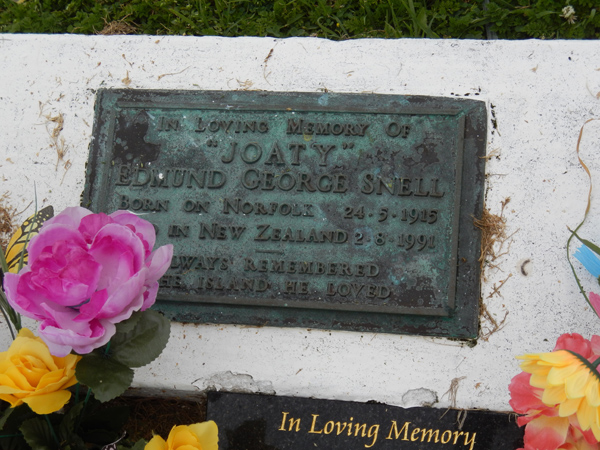 In Loving Memory Of
"JOATY"
Edmund George Snell
Born on Norfolk 24-5-1915
in New Zealand 2-8-1991
Remembered
Island He Loved
In Loving Memory